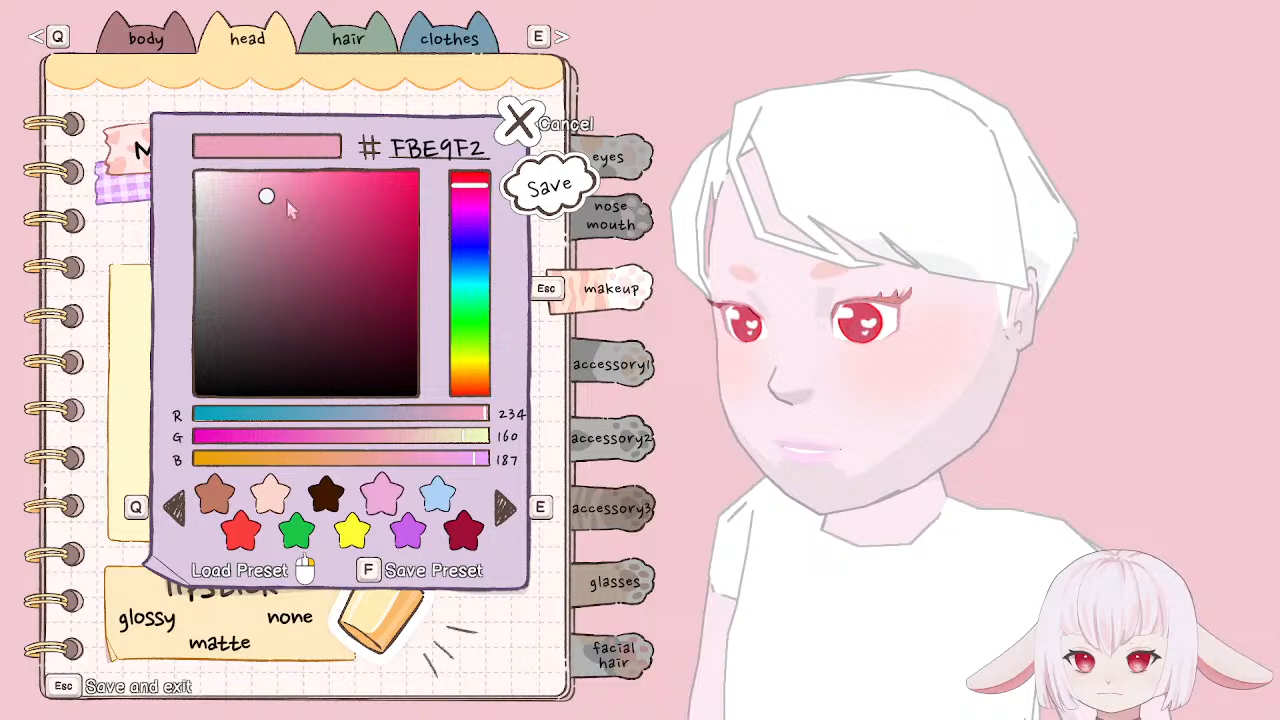 < Q body head hair clothes E >
M
# FBE9F2
Cancel
Save
eyes
nose
mouth
Esc makeup
accessory1
accessory2
accessory3
glasses
facial
hair
R 234
G 160
B 187
Q E
Load Preset F Save Preset
lipstick
glossy none
matte
Esc Save and exit